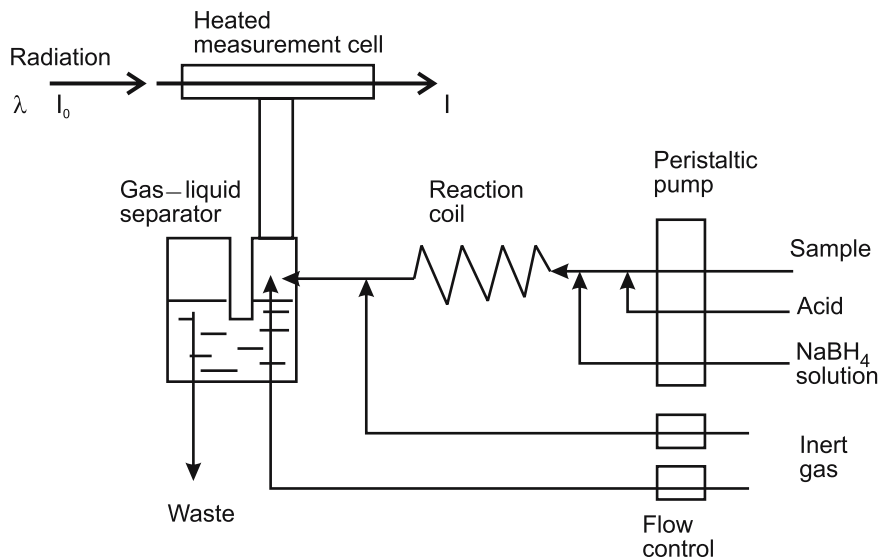 Heated
measurement cell
Radiation
λ I₀
I
Gas–liquid
separator
Reaction
coil
Peristaltic
pump
Sample
Acid
NaBH₄
solution
Inert
gas
Waste
Flow
control